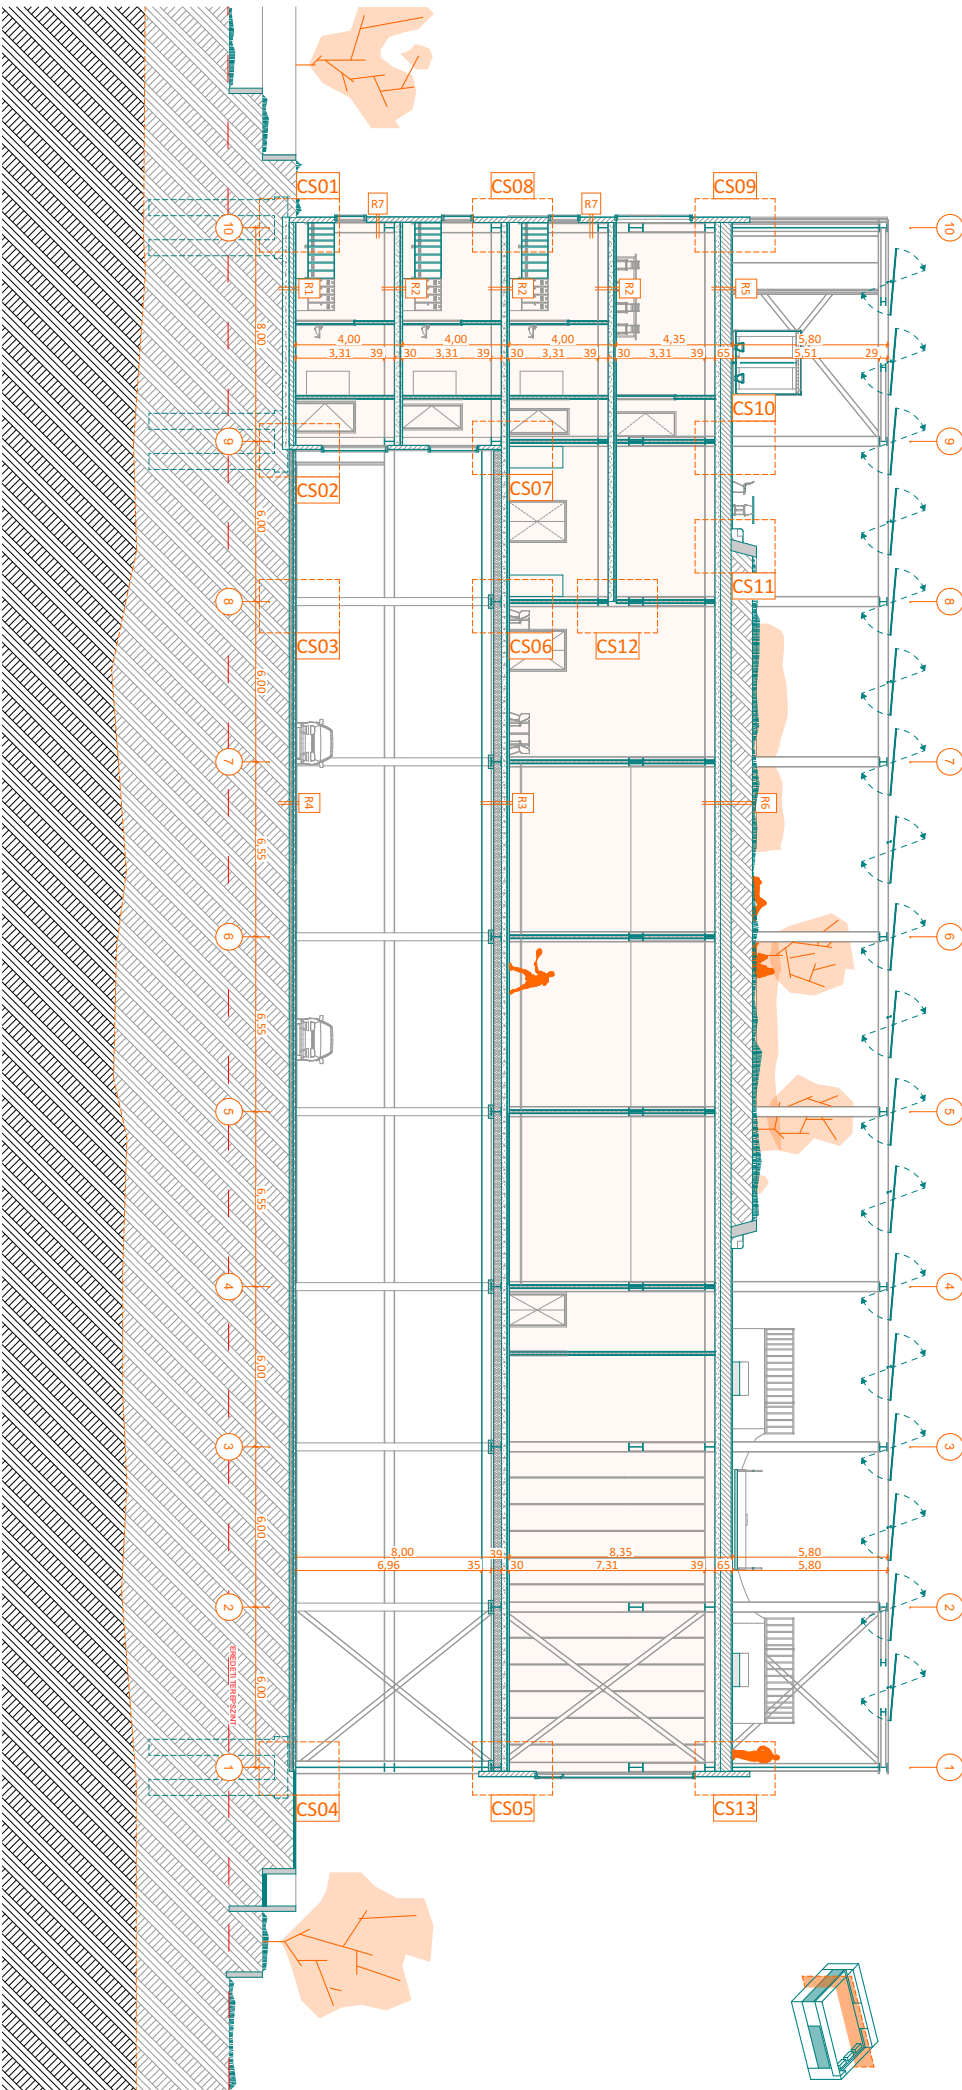 CS01
CS08
CS09
R7
R7
10
10
R1
R2
R2
R2
R5
8,00
4,00
4,00
4,00
4,35
5,80
3,31
39
30
3,31
39
30
3,31
39
30
3,31
39
65
5,51
29
CS10
9
9
CS02
CS07
6,00
CS11
8
8
CS03
CS06
CS12
6,00
7
7
R4
R3
R6
6,55
6
6
6,55
5
5
6,55
4
4
6,00
3
3
6,00
8,00
39
8,35
5,80
6,96
35
30
7,31
39
65
5,80
2
2
EREDETI TEREPSZINT
6,00
1
1
CS04
CS05
CS13